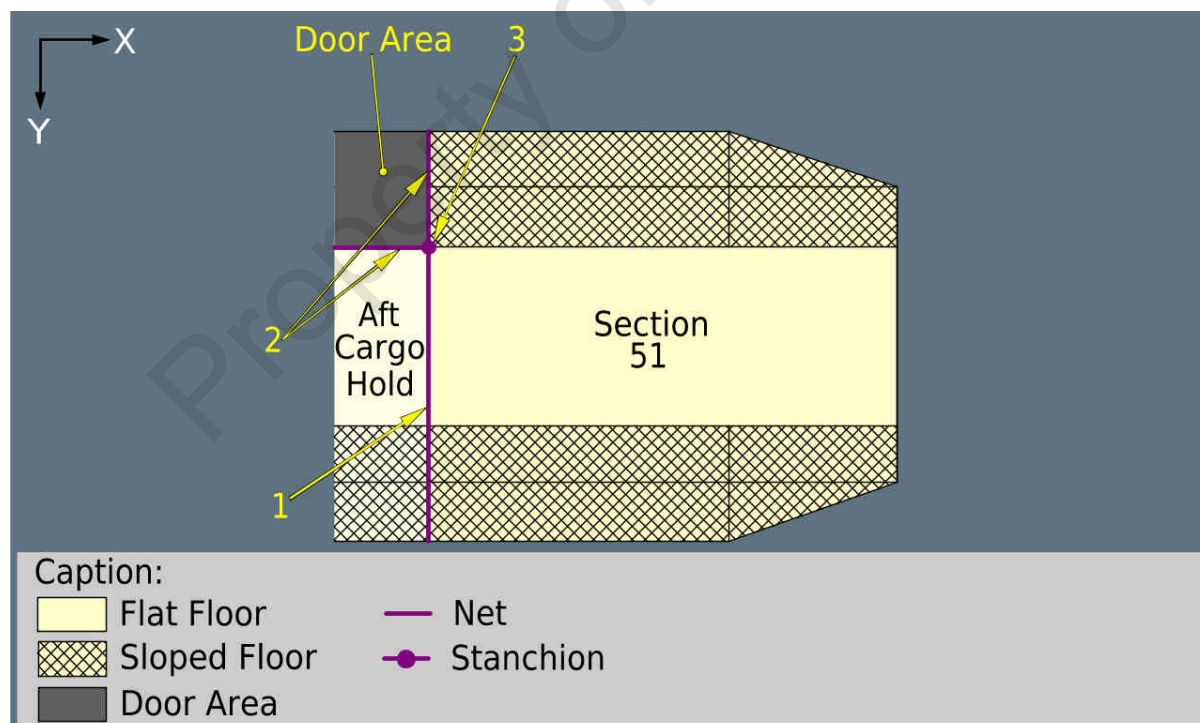 X
Y
Door Area
3
2
Aft
Cargo
Hold
Section
51
1
Caption:
Flat Floor
Net
Sloped Floor
Stanchion
Door Area
Property o